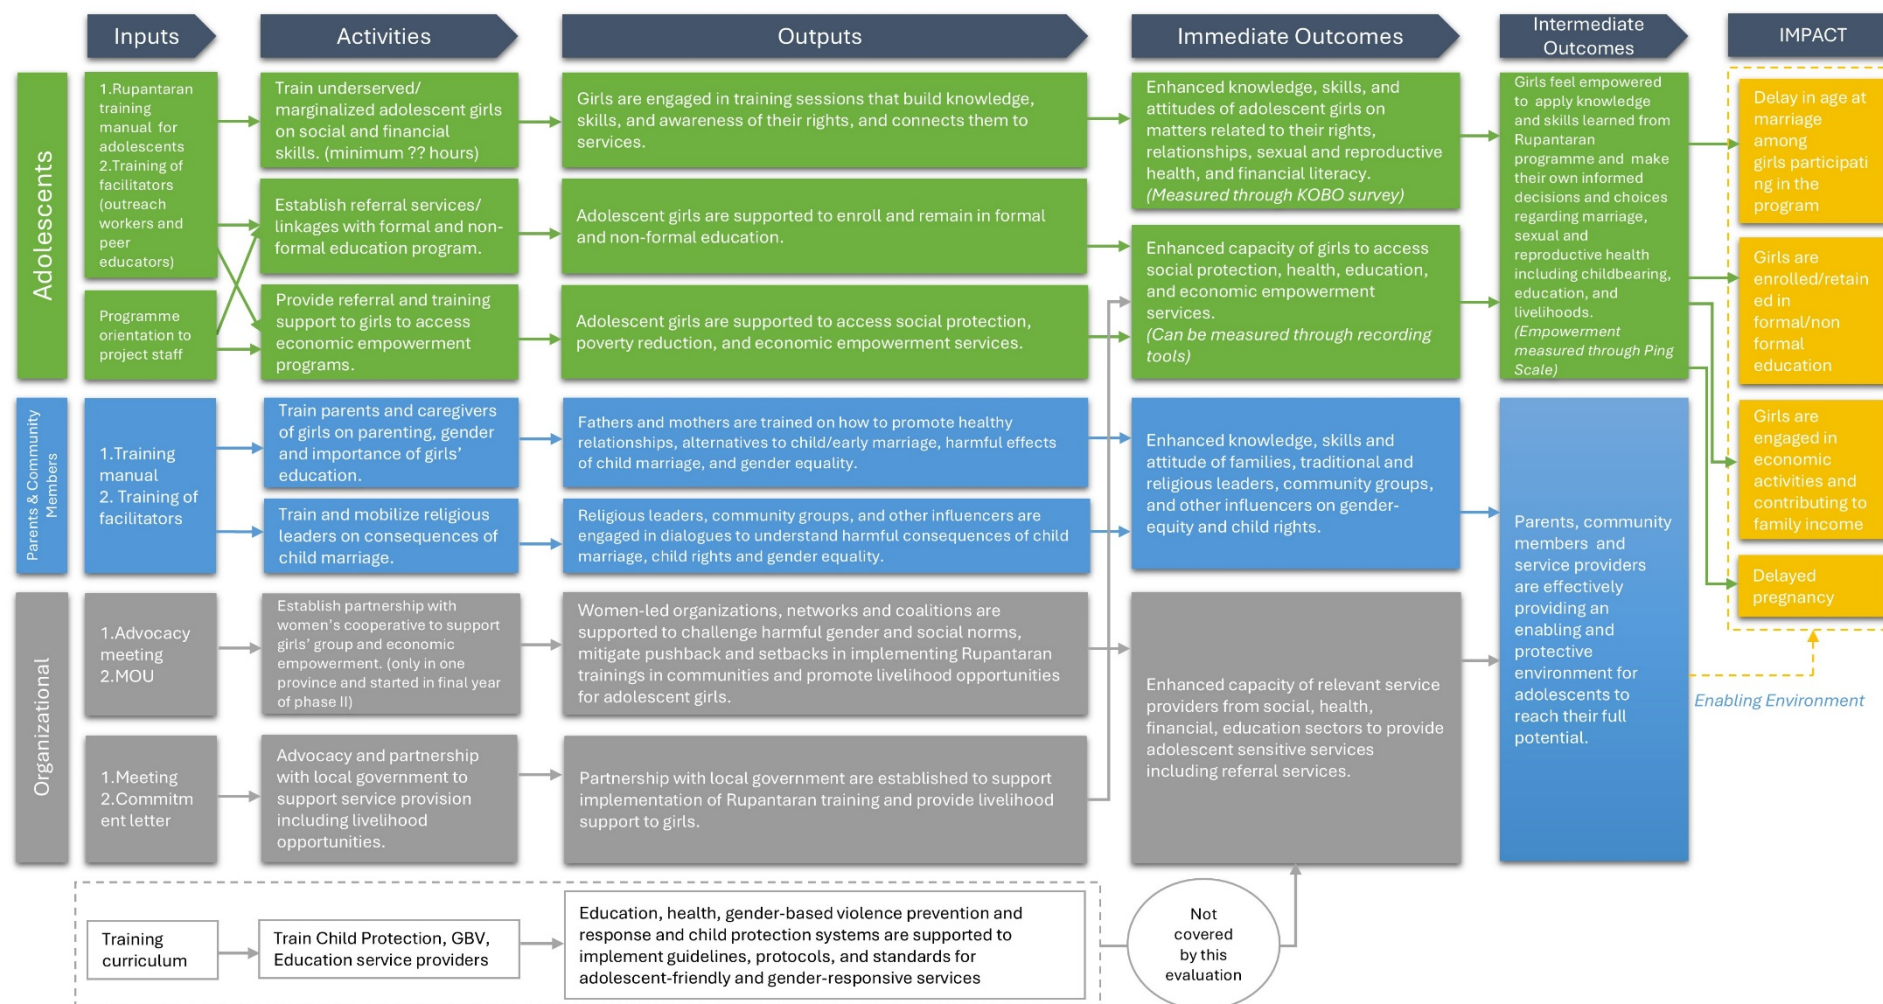 Inputs
Activities
Outputs
Immediate Outcomes
Intermediate
Outcomes
IMPACT
Adolescents
1.Rupantaran
training
manual for
adolescents
2.Training of
facilitators
(outreach
workers and
peer
educators)
Programme
orientation to
project staff
Train underserved/
marginalized adolescent girls
on social and financial
skills. (minimum ?? hours)
Establish referral services/
linkages with formal and non-
formal education program.
Provide referral and training
support to girls to access
economic empowerment
programs.
Girls are engaged in training sessions that build knowledge,
skills, and awareness of their rights, and connects them to
services.
Adolescent girls are supported to enroll and remain in formal
and non-formal education.
Adolescent girls are supported to access social protection,
poverty reduction, and economic empowerment services.
Enhanced knowledge, skills, and
attitudes of adolescent girls on
matters related to their rights,
relationships, sexual and reproductive
health, and financial literacy.
(Measured through KOBO survey)
Enhanced capacity of girls to access
social protection, health, education,
and economic empowerment
services.
(Can be measured through recording
tools)
Girls feel empowered
to apply knowledge
and skills learned from
Rupantaran
programme and make
their own informed
decisions and choices
regarding marriage,
sexual and
reproductive health
including childbearing,
education, and
livelihoods.
(Empowerment
measured through Ping
Scale)
Delay in age at
marriage
among
girls participati
ng in the
program
Girls are
enrolled/retain
ed in
formal/non
formal
education
Girls are
engaged in
economic
activities and
contributing to
family income
Delayed
pregnancy
Parents & Community
Members
1.Training
manual
2. Training of
facilitators
Train parents and caregivers
of girls on parenting, gender
and importance of girls'
education.
Train and mobilize religious
leaders on consequences of
child marriage.
Fathers and mothers are trained on how to promote healthy
relationships, alternatives to child/early marriage, harmful effects
of child marriage, and gender equality.
Religious leaders, community groups, and other influencers are
engaged in dialogues to understand harmful consequences of child
marriage, child rights and gender equality.
Enhanced knowledge, skills and
attitude of families, traditional and
religious leaders, community groups,
and other influencers on gender-
equity and child rights.
Parents, community
members and
service providers
are effectively
providing an
enabling and
protective
environment for
adolescents to
reach their full
potential.
Enabling Environment
Organizational
1.Advocacy
meeting
2.MOU
1.Meeting
2.Commitm
ent letter
Establish partnership with
women's cooperative to support
girls' group and economic
empowerment. (only in one
province and started in final year
of phase II)
Advocacy and partnership
with local government to
support service provision
including livelihood
opportunities.
Women-led organizations, networks and coalitions are
supported to challenge harmful gender and social norms,
mitigate pushback and setbacks in implementing Rupantaran
trainings in communities and promote livelihood opportunities
for adolescent girls.
Partnership with local government are established to support
implementation of Rupantaran training and provide livelihood
support to girls.
Enhanced capacity of relevant service
providers from social, health,
financial, education sectors to provide
adolescent sensitive services
including referral services.
Training
curriculum
Train Child Protection, GBV,
Education service providers
Education, health, gender-based violence prevention and
response and child protection systems are supported to
implement guidelines, protocols, and standards for
adolescent-friendly and gender-responsive services
Not
covered
by this
evaluation